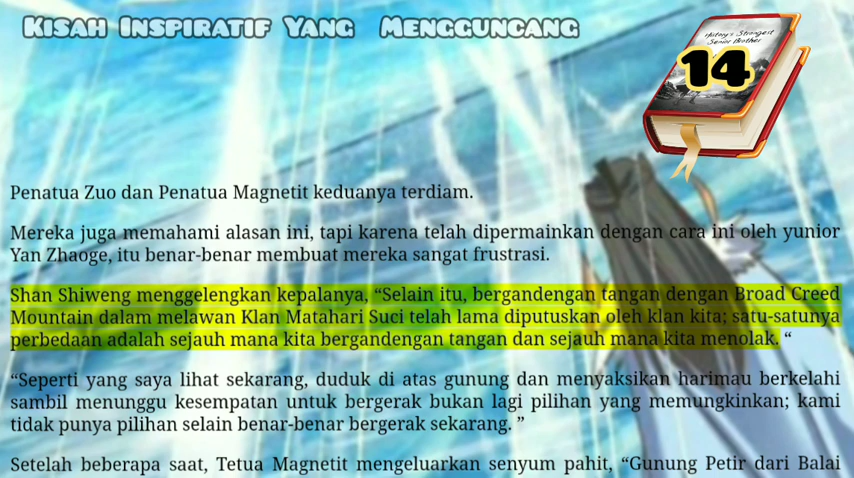 Kisah Inspiratif Yang Menggungang
History's Strongest
Senior Brother
14
Penatua Zuo dan Penatua Magnetit keduanya terdiam.
Mereka juga memahami alasan ini, tapi karena telah dipermainkan dengan cara ini oleh yunior
Yan Zhaoge, itu benar-benar membuat mereka sangat frustrasi.
Shan Shiweng menggelengkan kepalanya, “Selain itu, bergandengan tangan dengan Broad Creed
Mountain dalam melawan Klan Matahari Suci telah lama diputuskan oleh klan kita; satu-satunya
perbedaan adalah sejauh mana kita bergandengan tangan dan sejauh mana kita menolak. “
“Seperti yang saya lihat sekarang, duduk di atas gunung dan menyaksikan harimau berkelahi
sambil menunggu kesempatan untuk bergerak bukan lagi pilihan yang memungkinkan; kami
tidak punya pilihan selain benar-benar bergerak sekarang. ”
Setelah beberapa saat, Tetua Magnetit mengeluarkan senyum pahit, “Gunung Petir dari Balai